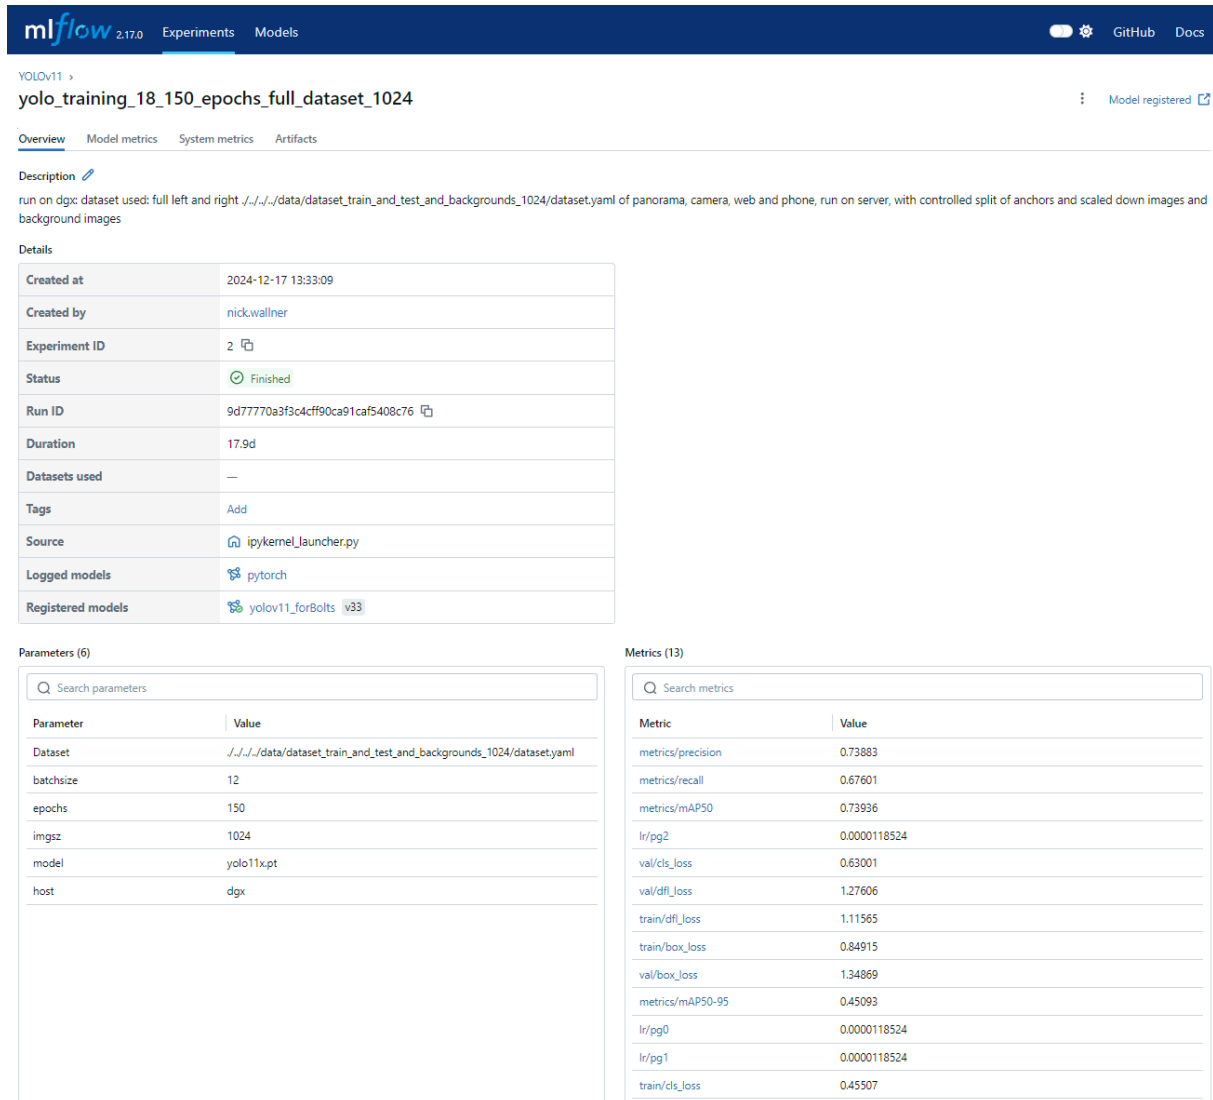 mlflow 2.17.0 Experiments Models GitHub Docs
YOLOv11 ›
yolo_training_18_150_epochs_full_dataset_1024
Model registered
Overview Model metrics System metrics Artifacts
Description
run on dgx: dataset used: full left and right ./../../../data/dataset_train_and_test_and_backgrounds_1024/dataset.yaml of panorama, camera, web and phone, run on server, with controlled split of anchors and scaled down images and
background images
Details
Created at 2024-12-17 13:33:09
Created by nick.wallner
Experiment ID 2
Status Finished
Run ID 9d77770a3f3c4cff90ca91caf5408c76
Duration 17.9d
Datasets used —
Tags Add
Source ipykernel_launcher.py
Logged models pytorch
Registered models yolov11_forBolts v33
Parameters (6)
Search parameters
Parameter Value
Dataset ./../../../data/dataset_train_and_test_and_backgrounds_1024/dataset.yaml
batchsize 12
epochs 150
imgsz 1024
model yolo11x.pt
host dgx
Metrics (13)
Search metrics
Metric Value
metrics/precision 0.73883
metrics/recall 0.67601
metrics/mAP50 0.73936
lr/pg2 0.0000118524
val/cls_loss 0.63001
val/dfl_loss 1.27606
train/dfl_loss 1.11565
train/box_loss 0.84915
val/box_loss 1.34869
metrics/mAP50-95 0.45093
lr/pg0 0.0000118524
lr/pg1 0.0000118524
train/cls_loss 0.45507